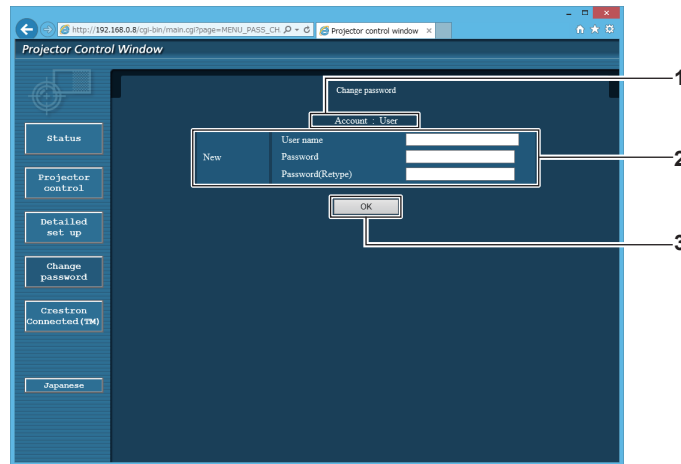 http://192.168.0.8/cgi-bin/main.cgi?page=MENU_PASS_CH
Projector control window
Projector Control Window
1
Change password
Account : User
Status
User name
2
New
Password
Password(Retype)
Projector
control
OK
Detailed
set up
3
Change
password
Crestron
Connected(TM)
Japanese